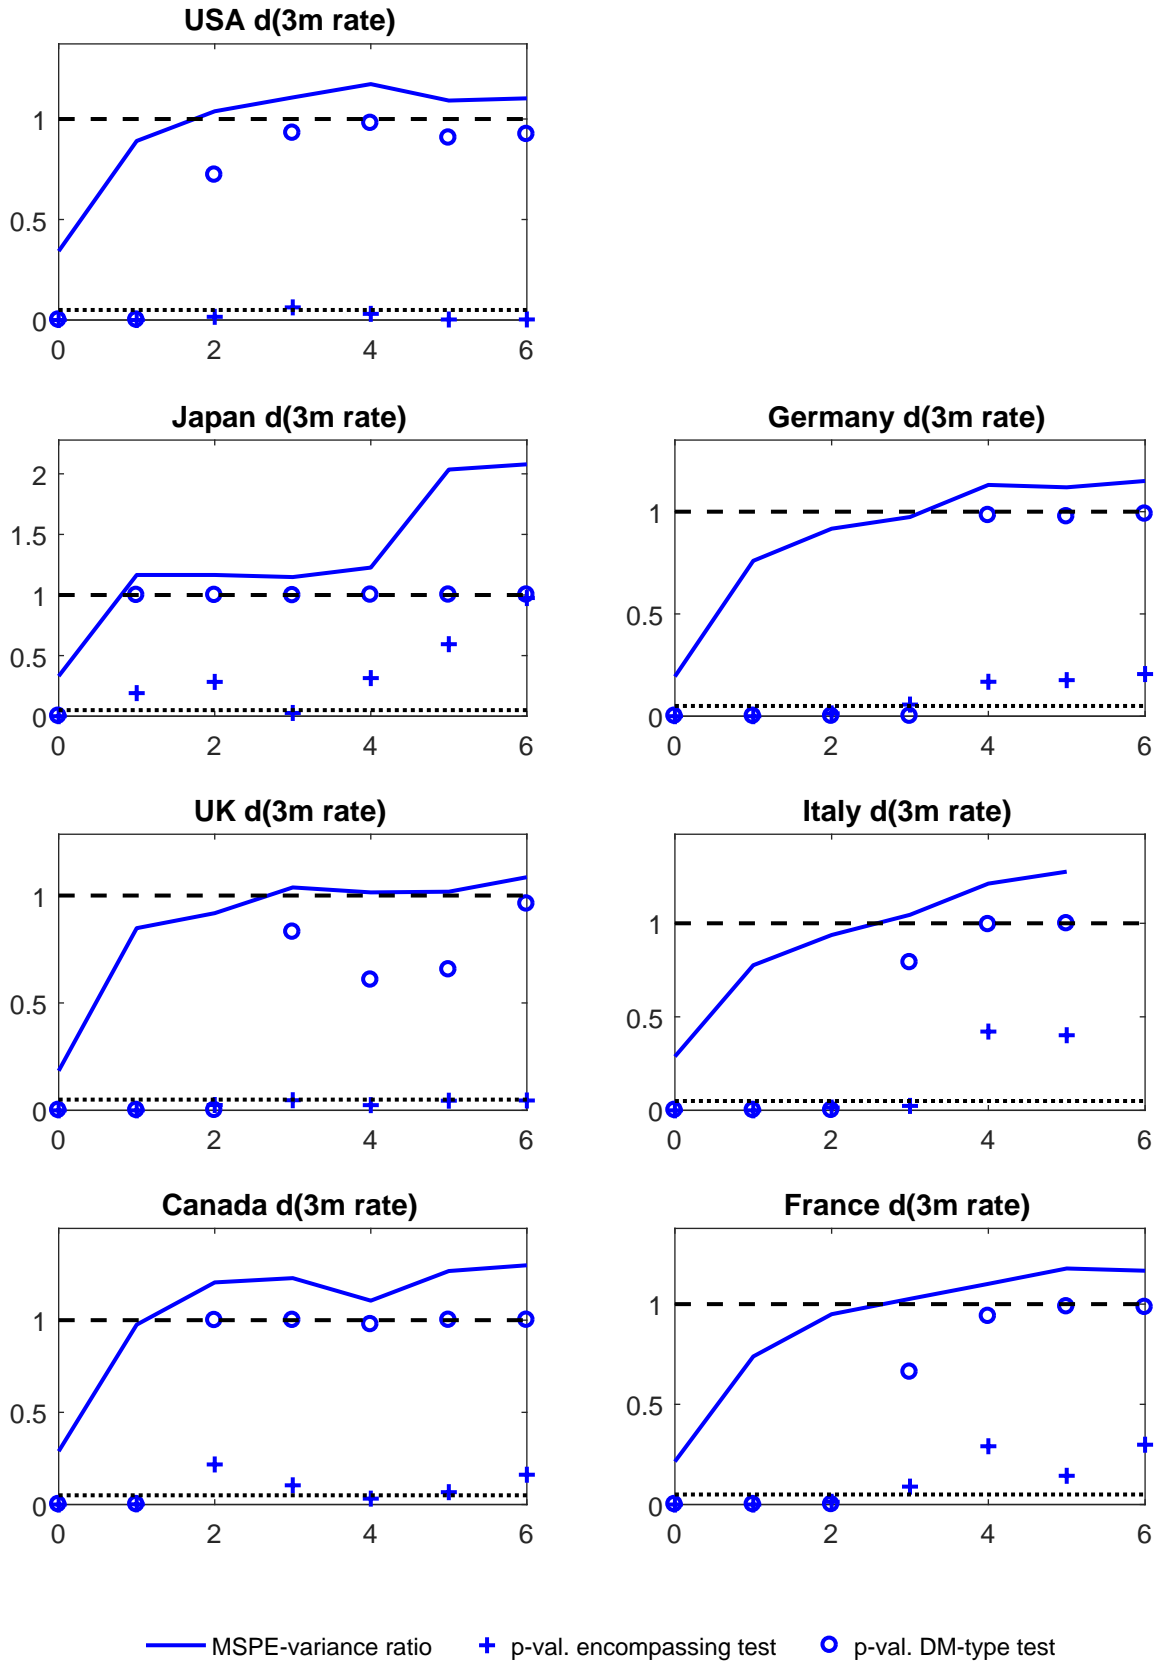 USA d(3m rate)
1
0.5
0
0 2 4 6
Japan d(3m rate)
2
1.5
1
0.5
0
0 2 4 6
Germany d(3m rate)
1
0.5
0
0 2 4 6
UK d(3m rate)
1
0.5
0
0 2 4 6
Italy d(3m rate)
1
0.5
0
0 2 4 6
Canada d(3m rate)
1
0.5
0
0 2 4 6
France d(3m rate)
1
0.5
0
0 2 4 6
MSPE-variance ratio p-val. encompassing test p-val. DM-type test